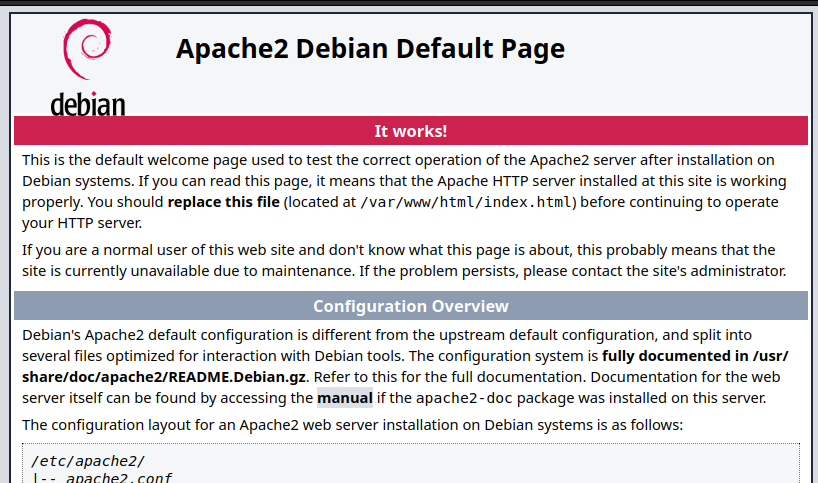 debian
Apache2 Debian Default Page
It works!
This is the default welcome page used to test the correct operation of the Apache2 server after installation on
Debian systems. If you can read this page, it means that the Apache HTTP server installed at this site is working
properly. You should replace this file (located at /var/www/html/index.html) before continuing to operate
your HTTP server.
If you are a normal user of this web site and don't know what this page is about, this probably means that the
site is currently unavailable due to maintenance. If the problem persists, please contact the site's administrator.
Configuration Overview
Debian's Apache2 default configuration is different from the upstream default configuration, and split into
several files optimized for interaction with Debian tools. The configuration system is fully documented in /usr/
share/doc/apache2/README.Debian.gz. Refer to this for the full documentation. Documentation for the web
server itself can be found by accessing the manual if the apache2-doc package was installed on this server.
The configuration layout for an Apache2 web server installation on Debian systems is as follows:
/etc/apache2/
|-- apache2.conf